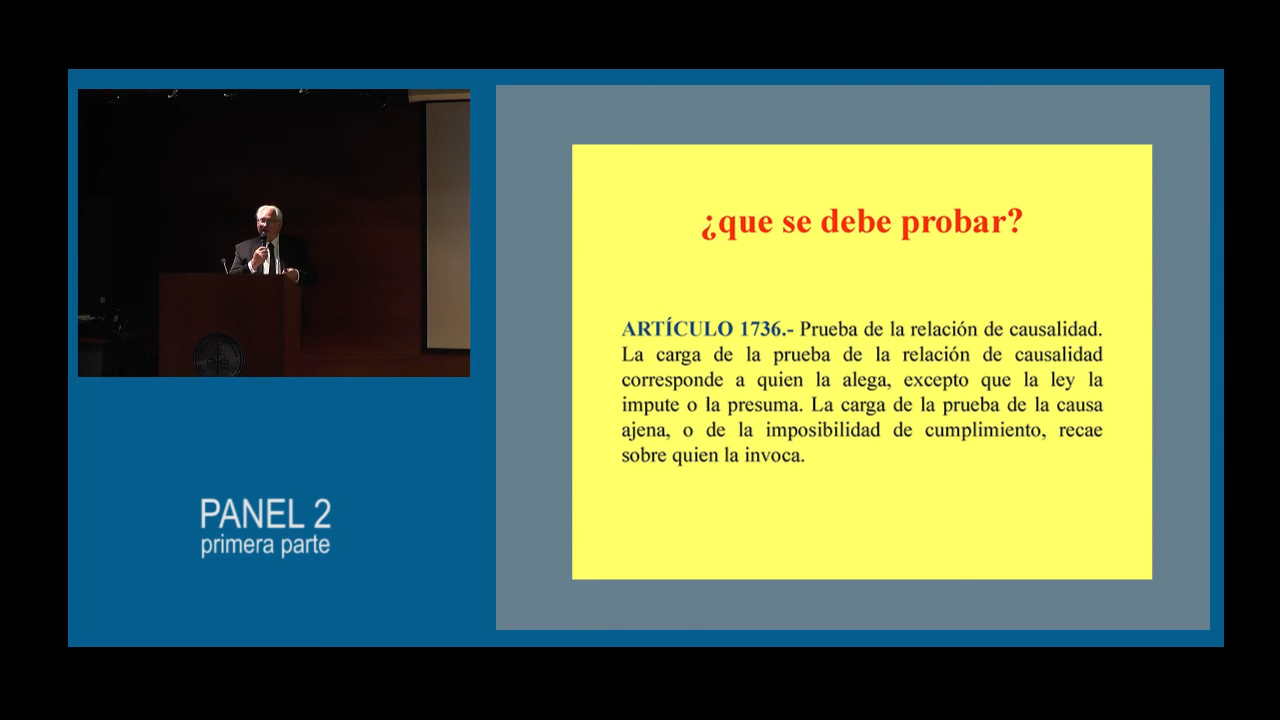 ¿que se debe probar?
ARTÍCULO 1736.- Prueba de la relación de causalidad.
La carga de la prueba de la relación de causalidad
corresponde a quien la alega, excepto que la ley la
impute o la presuma. La carga de la prueba de la causa
ajena, o de la imposibilidad de cumplimiento, recae
sobre quien la invoca.
PANEL 2
primera parte